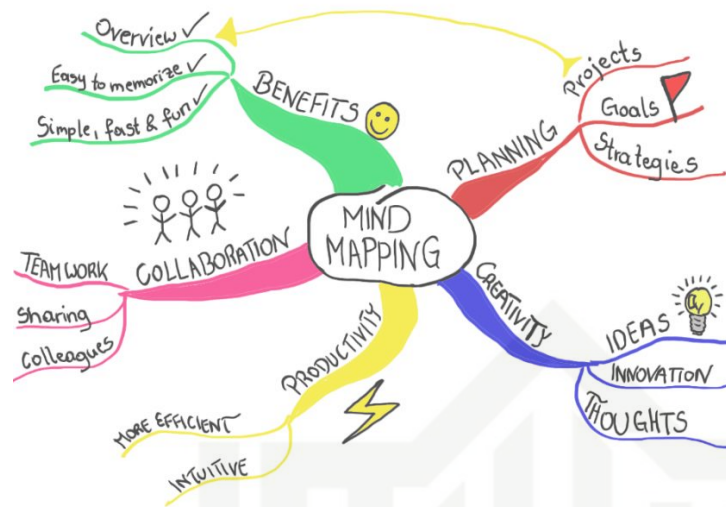 Overview ✓
Easy to memorize ✓
Simple, fast & fun ✓
BENEFITS
Projects
Goals
Strategies
PLANNING
MIND
MAPPING
COLLABORATION
TEAMWORK
Sharing
Colleagues
CREATIVITY
IDEAS
INNOVATION
THOUGHTS
PRODUCTIVITY
MORE EFFICIENT
INTUITIVE